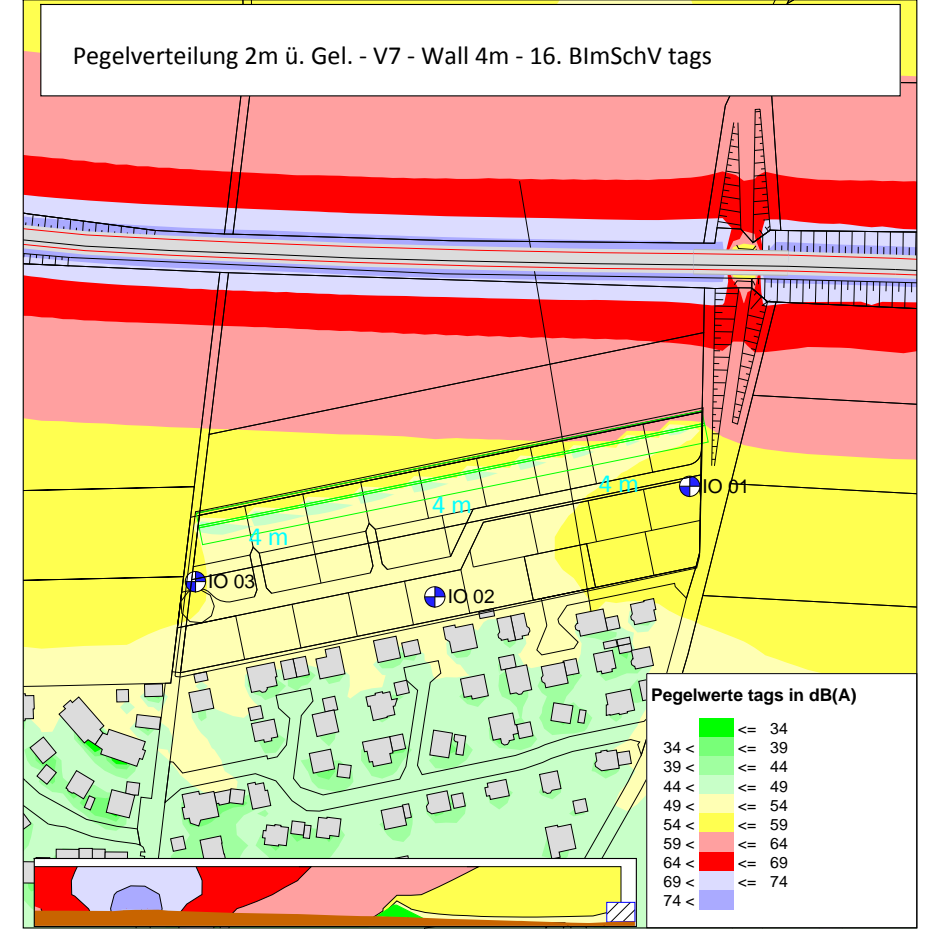 Pegelverteilung 2m ü. Gel. - V7 - Wall 4m - 16. BImSchV tags
4 m
IO 01
4 m
4 m
IO 03
IO 02
Pegelwerte tags in dB(A)
<= 34
34 < <= 39
39 < <= 44
44 < <= 49
49 < <= 54
54 < <= 59
59 < <= 64
64 < <= 69
69 < <= 74
74 <